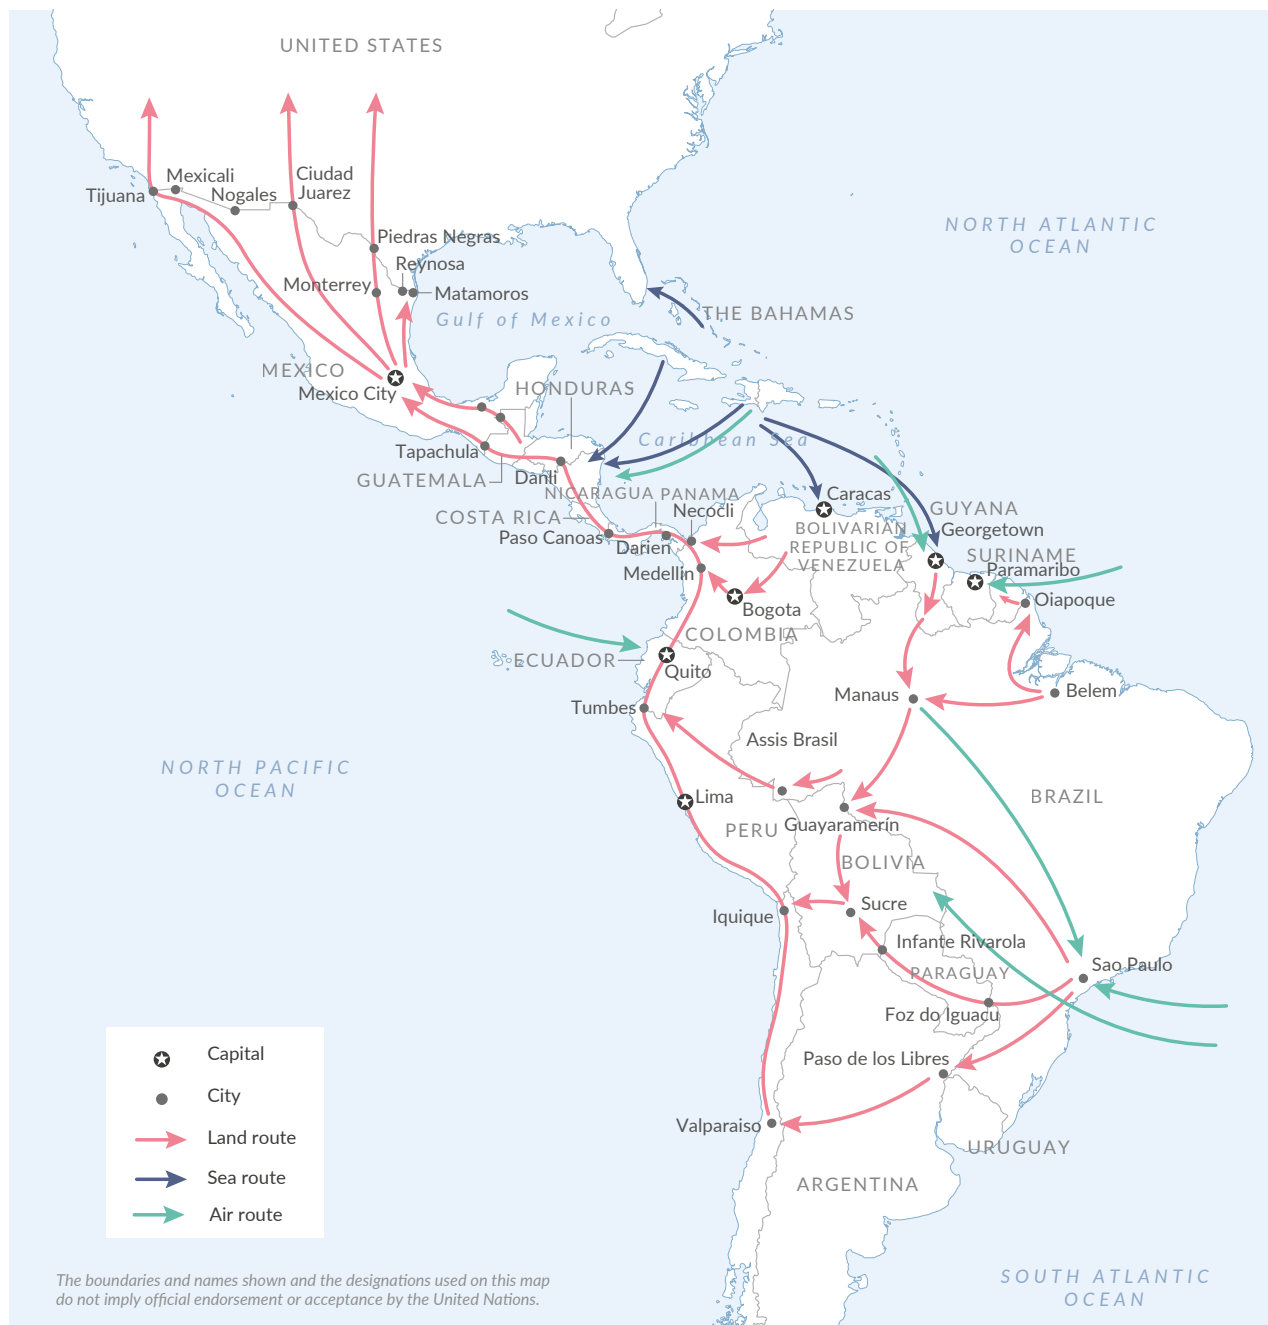 UNITED STATES
Mexicali
Ciudad
Juarez
Tijuana
Nogales
Piedras Negras
Reynosa
Monterrey
Matamoros
NORTH ATLANTIC
OCEAN
Gulf of Mexico
THE BAHAMAS
MEXICO
Mexico City
HONDURAS
Caribbean Sea
Tapachula
GUATEMALA
Danli
NICARAGUA
PANAMA
Necocli
COSTA RICA
Paso Canoas
Darien
Medellin
Caracas
BOLIVARIAN
REPUBLIC OF
VENEZUELA
GUYANA
Georgetown
SURINAME
Paramaribo
Oiapoque
Bogota
COLOMBIA
ECUADOR
Quito
Tumbes
Manaus
Belem
Assis Brasil
NORTH PACIFIC
OCEAN
Lima
BRAZIL
PERU
Guayaramerín
BOLIVIA
Sucre
Iquique
Infante Rivarola
PARAGUAY
Sao Paulo
Foz do Iguacu
Paso de los Libres
Valparaiso
URUGUAY
ARGENTINA
Capital
City
Land route
Sea route
Air route
SOUTH ATLANTIC
OCEAN
The boundaries and names shown and the designations used on this map
do not imply official endorsement or acceptance by the United Nations.